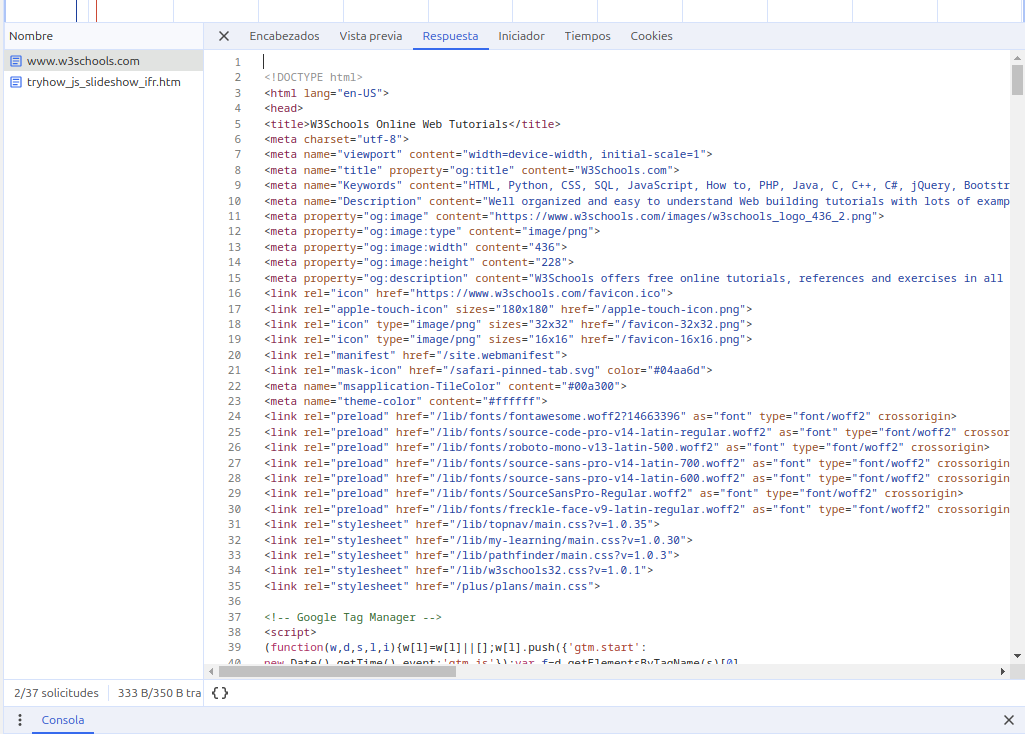 Nombre
Encabezados Vista previa Respuesta Iniciador Tiempos Cookies
www.w3schools.com
tryhow_js_slideshow_ifr.htm
1
2 <!DOCTYPE html>
3 <html lang="en-US">
4 <head>
5 <title>W3Schools Online Web Tutorials</title>
6 <meta charset="utf-8">
7 <meta name="viewport" content="width=device-width, initial-scale=1">
8 <meta name="title" property="og:title" content="W3Schools.com">
9 <meta name="Keywords" content="HTML, Python, CSS, SQL, JavaScript, How to, PHP, Java, C, C++, C#, jQuery, Bootstr
10 <meta name="Description" content="Well organized and easy to understand Web building tutorials with lots of examp
11 <meta property="og:image" content="https://www.w3schools.com/images/w3schools_logo_436_2.png">
12 <meta property="og:image:type" content="image/png">
13 <meta property="og:image:width" content="436">
14 <meta property="og:image:height" content="228">
15 <meta property="og:description" content="W3Schools offers free online tutorials, references and exercises in all
16 <link rel="icon" href="https://www.w3schools.com/favicon.ico">
17 <link rel="apple-touch-icon" sizes="180x180" href="/apple-touch-icon.png">
18 <link rel="icon" type="image/png" sizes="32x32" href="/favicon-32x32.png">
19 <link rel="icon" type="image/png" sizes="16x16" href="/favicon-16x16.png">
20 <link rel="manifest" href="/site.webmanifest">
21 <link rel="mask-icon" href="/safari-pinned-tab.svg" color="#04aa6d">
22 <meta name="msapplication-TileColor" content="#00a300">
23 <meta name="theme-color" content="#ffffff">
24 <link rel="preload" href="/lib/fonts/fontawesome.woff2?14663396" as="font" type="font/woff2" crossorigin>
25 <link rel="preload" href="/lib/fonts/source-code-pro-v14-latin-regular.woff2" as="font" type="font/woff2" crossor
26 <link rel="preload" href="/lib/fonts/roboto-mono-v13-latin-500.woff2" as="font" type="font/woff2" crossorigin>
27 <link rel="preload" href="/lib/fonts/source-sans-pro-v14-latin-700.woff2" as="font" type="font/woff2" crossorigin
28 <link rel="preload" href="/lib/fonts/source-sans-pro-v14-latin-600.woff2" as="font" type="font/woff2" crossorigin
29 <link rel="preload" href="/lib/fonts/SourceSansPro-Regular.woff2" as="font" type="font/woff2" crossorigin>
30 <link rel="preload" href="/lib/fonts/freckle-face-v9-latin-regular.woff2" as="font" type="font/woff2" crossorigin
31 <link rel="stylesheet" href="/lib/topnav/main.css?v=1.0.35">
32 <link rel="stylesheet" href="/lib/my-learning/main.css?v=1.0.30">
33 <link rel="stylesheet" href="/lib/pathfinder/main.css?v=1.0.3">
34 <link rel="stylesheet" href="/lib/w3schools32.css?v=1.0.1">
35 <link rel="stylesheet" href="/plus/plans/main.css">
36
37 <!-- Google Tag Manager -->
38 <script>
39 (function(w,d,s,l,i){w[l]=w[l]||[];w[l].push({'gtm.start':
40 new Date().getTime(),event:'gtm.js'});var f=d.getElementsByTagName(s)[0],
2/37 solicitudes 333 B/350 B tra {}
Consola